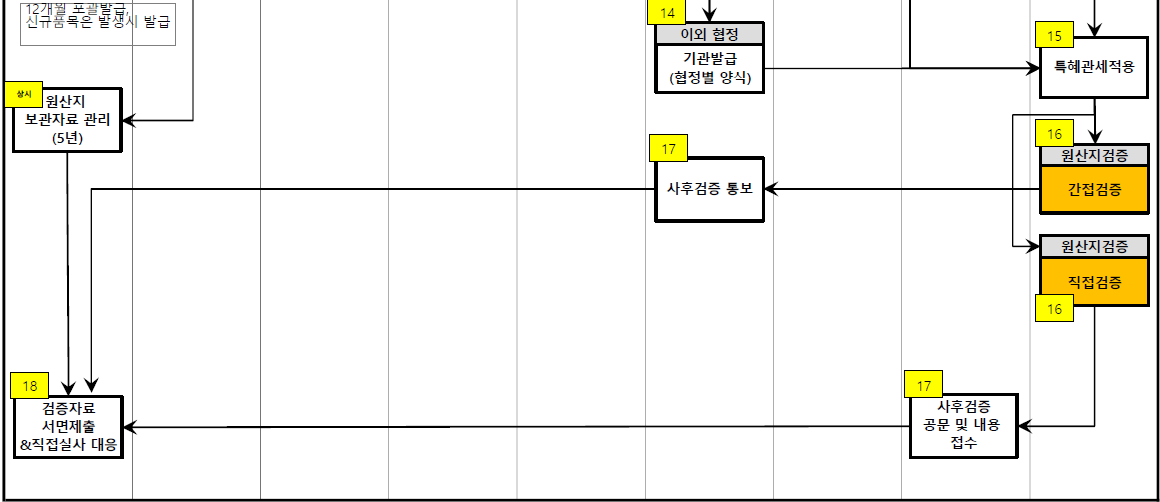 12개월 포괄발급,
신규품목은 발생시 발급
14
이외 협정
기관발급
(협정별 양식)
15
특혜관세적용
상시
원산지
보관자료 관리
(5년)
16
원산지검증
간접검증
17
사후검증 통보
원산지검증
직접검증
16
18
검증자료
서면제출
&직접실사 대응
17
사후검증
공문 및 내용
접수